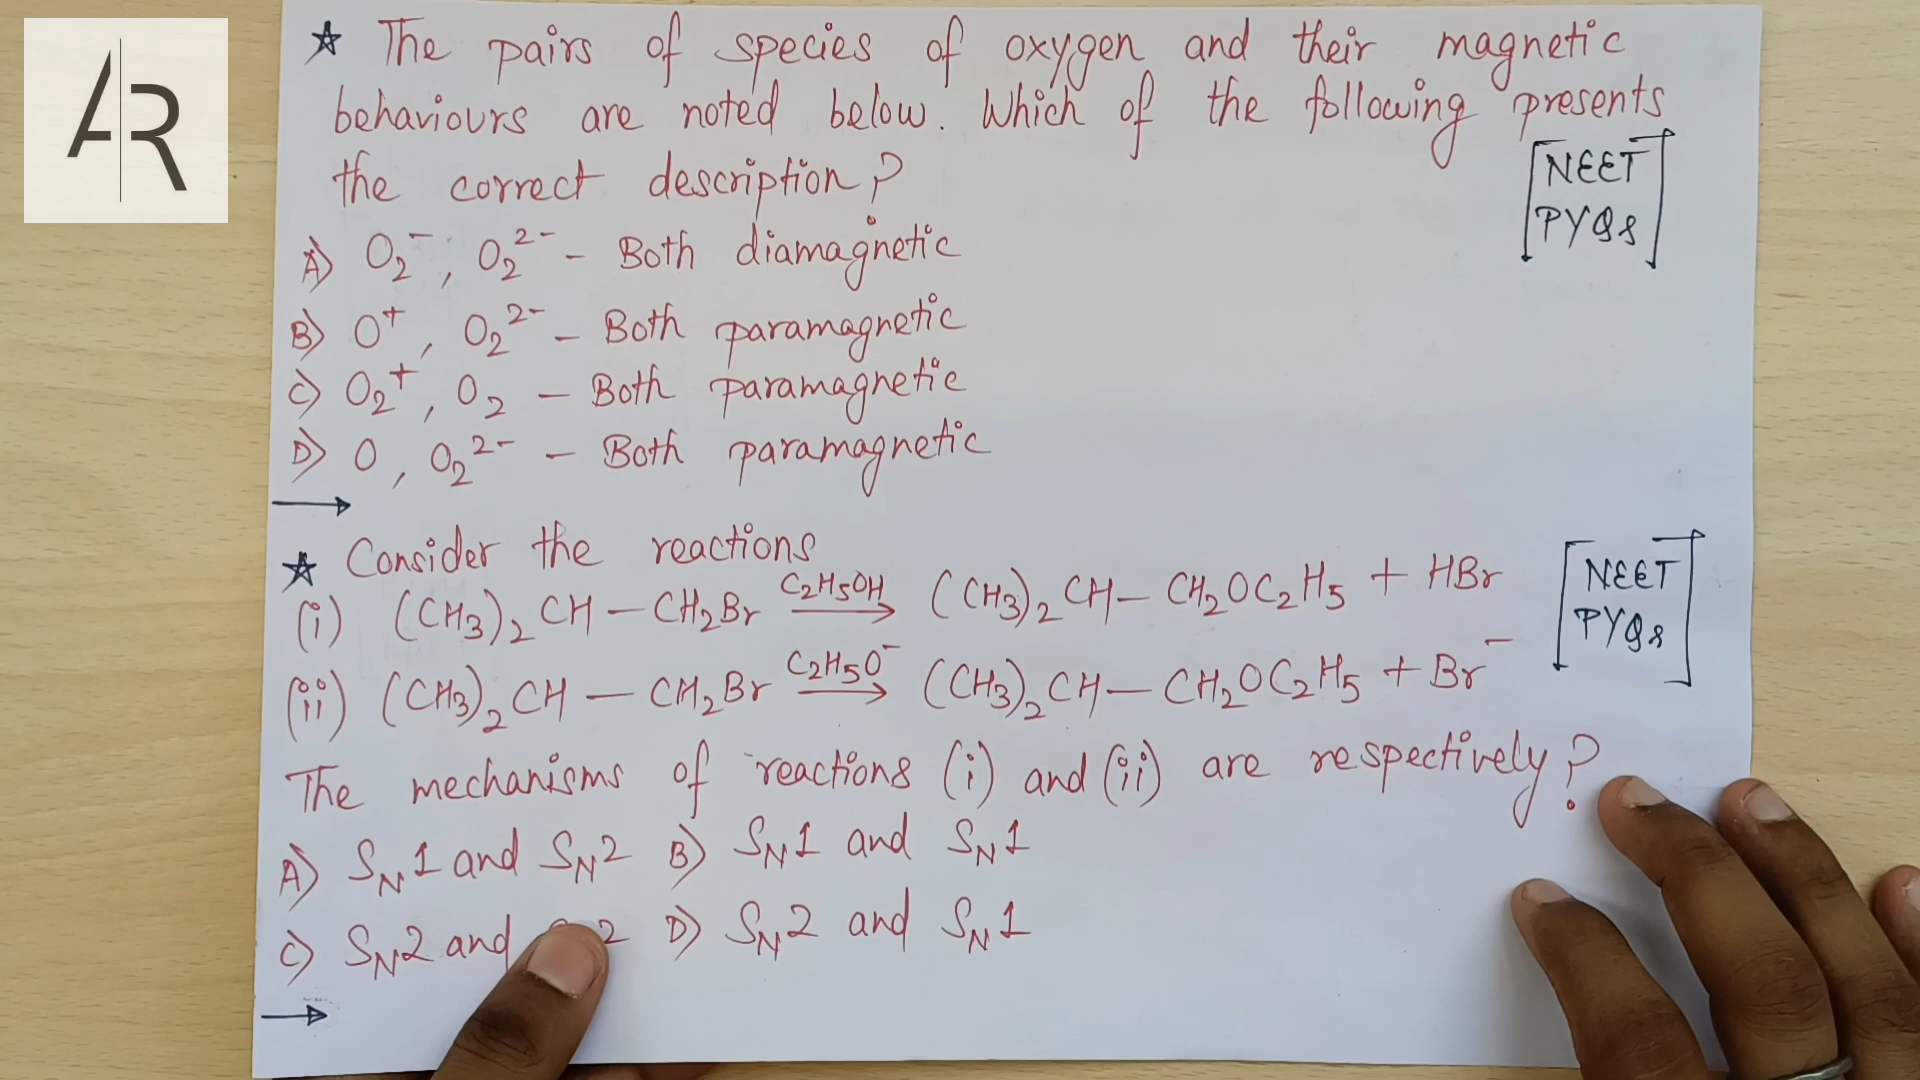 AR
☆ The pairs of species of oxygen and their magnetic
behaviours are noted below. Which of the following presents
the correct description?
[NEET
PYQs]
A) O₂⁻, O₂²⁻ - Both diamagnetic
B) O⁺, O₂²⁻ - Both paramagnetic
C) O₂⁺, O₂ - Both paramagnetic
D) O, O₂²⁻ - Both paramagnetic
→
☆ Consider the reactions
[NEET
PYQs]
(i) (CH3)₂CH-CH₂Br C₂H5OH→ (CH3)₂CH-CH₂OC₂H5 + HBr
(ii) (CH3)₂CH-CH₂Br C₂H5O⁻→ (CH3)₂CH-CH₂OC₂H5 + Br⁻
The mechanisms of reactions (i) and (ii) are respectively?
A) SN1 and SN2 B) SN1 and SN1
C) SN2 and 2 D) SN2 and SN1
→